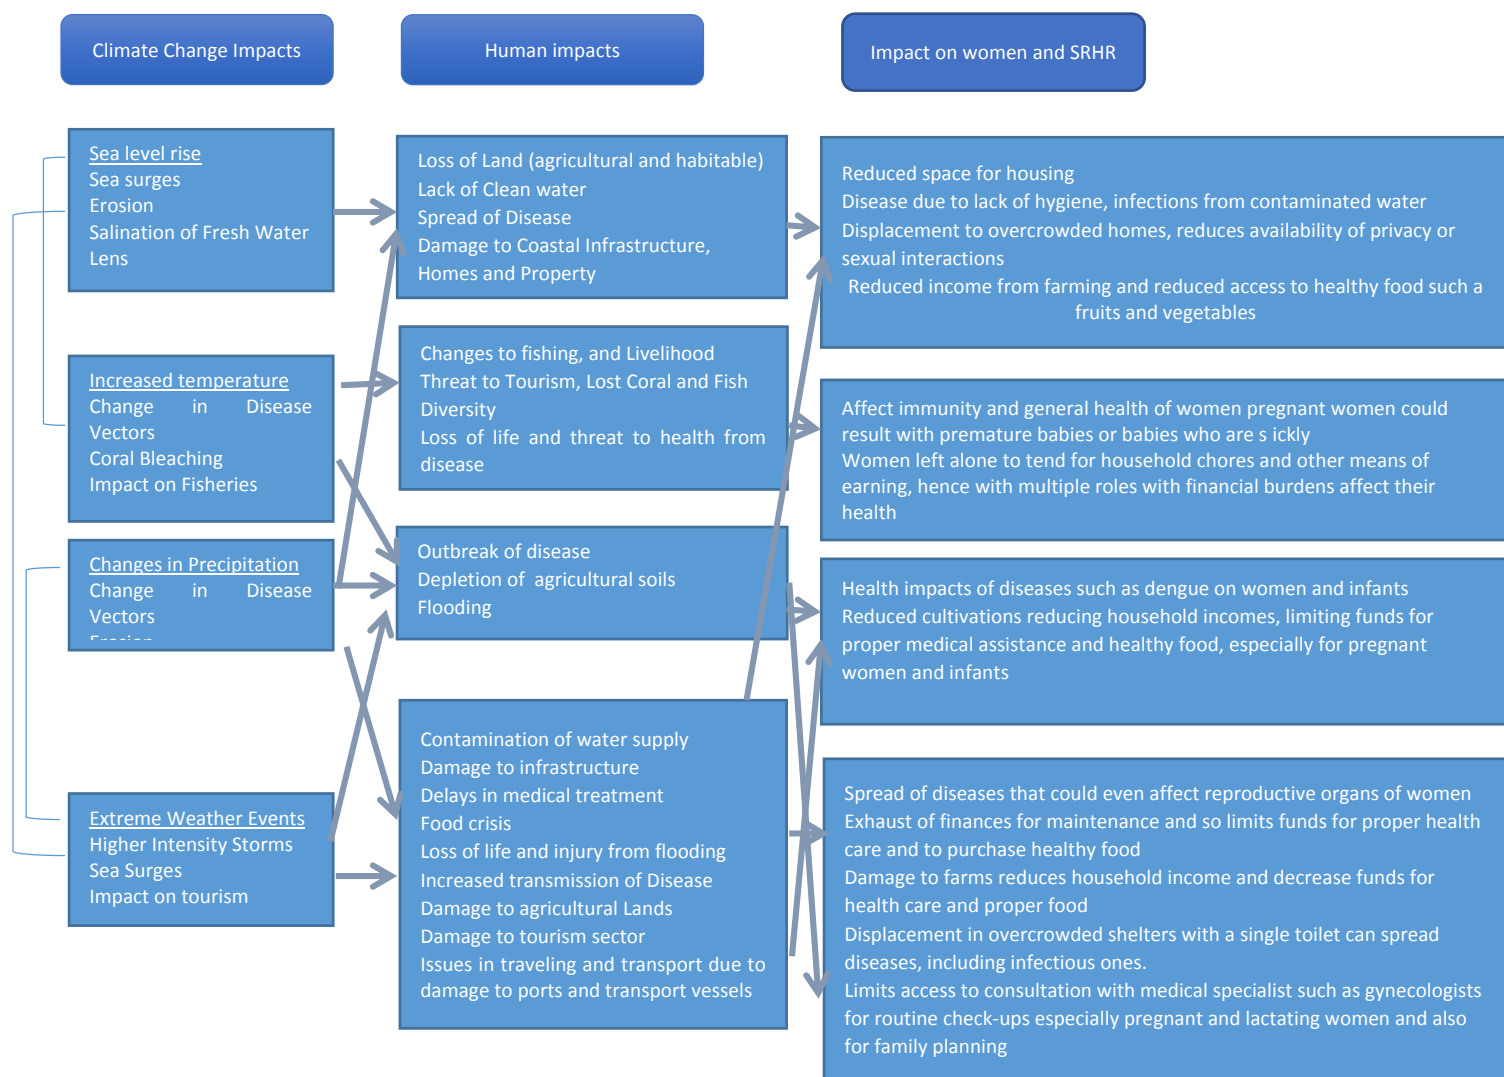 Climate Change Impacts
Human impacts
Impact on women and SRHR
Sea level rise
Sea surges
Erosion
Salination of Fresh Water
Lens
Increased temperature
Change in Disease
Vectors
Coral Bleaching
Impact on Fisheries
Changes in Precipitation
Change in Disease
Vectors
Erosion
Extreme Weather Events
Higher Intensity Storms
Sea Surges
Impact on tourism
Loss of Land (agricultural and habitable)
Lack of Clean water
Spread of Disease
Damage to Coastal Infrastructure,
Homes and Property
Changes to fishing, and Livelihood
Threat to Tourism, Lost Coral and Fish
Diversity
Loss of life and threat to health from
disease
Outbreak of disease
Depletion of agricultural soils
Flooding
Contamination of water supply
Damage to infrastructure
Delays in medical treatment
Food crisis
Loss of life and injury from flooding
Increased transmission of Disease
Damage to agricultural Lands
Damage to tourism sector
Issues in traveling and transport due to
damage to ports and transport vessels
Reduced space for housing
Disease due to lack of hygiene, infections from contaminated water
Displacement to overcrowded homes, reduces availability of privacy or
sexual interactions
Reduced income from farming and reduced access to healthy food such a
fruits and vegetables
Affect immunity and general health of women pregnant women could
result with premature babies or babies who are s ickly
Women left alone to tend for household chores and other means of
earning, hence with multiple roles with financial burdens affect their
health
Health impacts of diseases such as dengue on women and infants
Reduced cultivations reducing household incomes, limiting funds for
proper medical assistance and healthy food, especially for pregnant
women and infants
Spread of diseases that could even affect reproductive organs of women
Exhaust of finances for maintenance and so limits funds for proper health
care and to purchase healthy food
Damage to farms reduces household income and decrease funds for
health care and proper food
Displacement in overcrowded shelters with a single toilet can spread
diseases, including infectious ones.
Limits access to consultation with medical specialist such as gynecologists
for routine check-ups especially pregnant and lactating women and also
for family planning